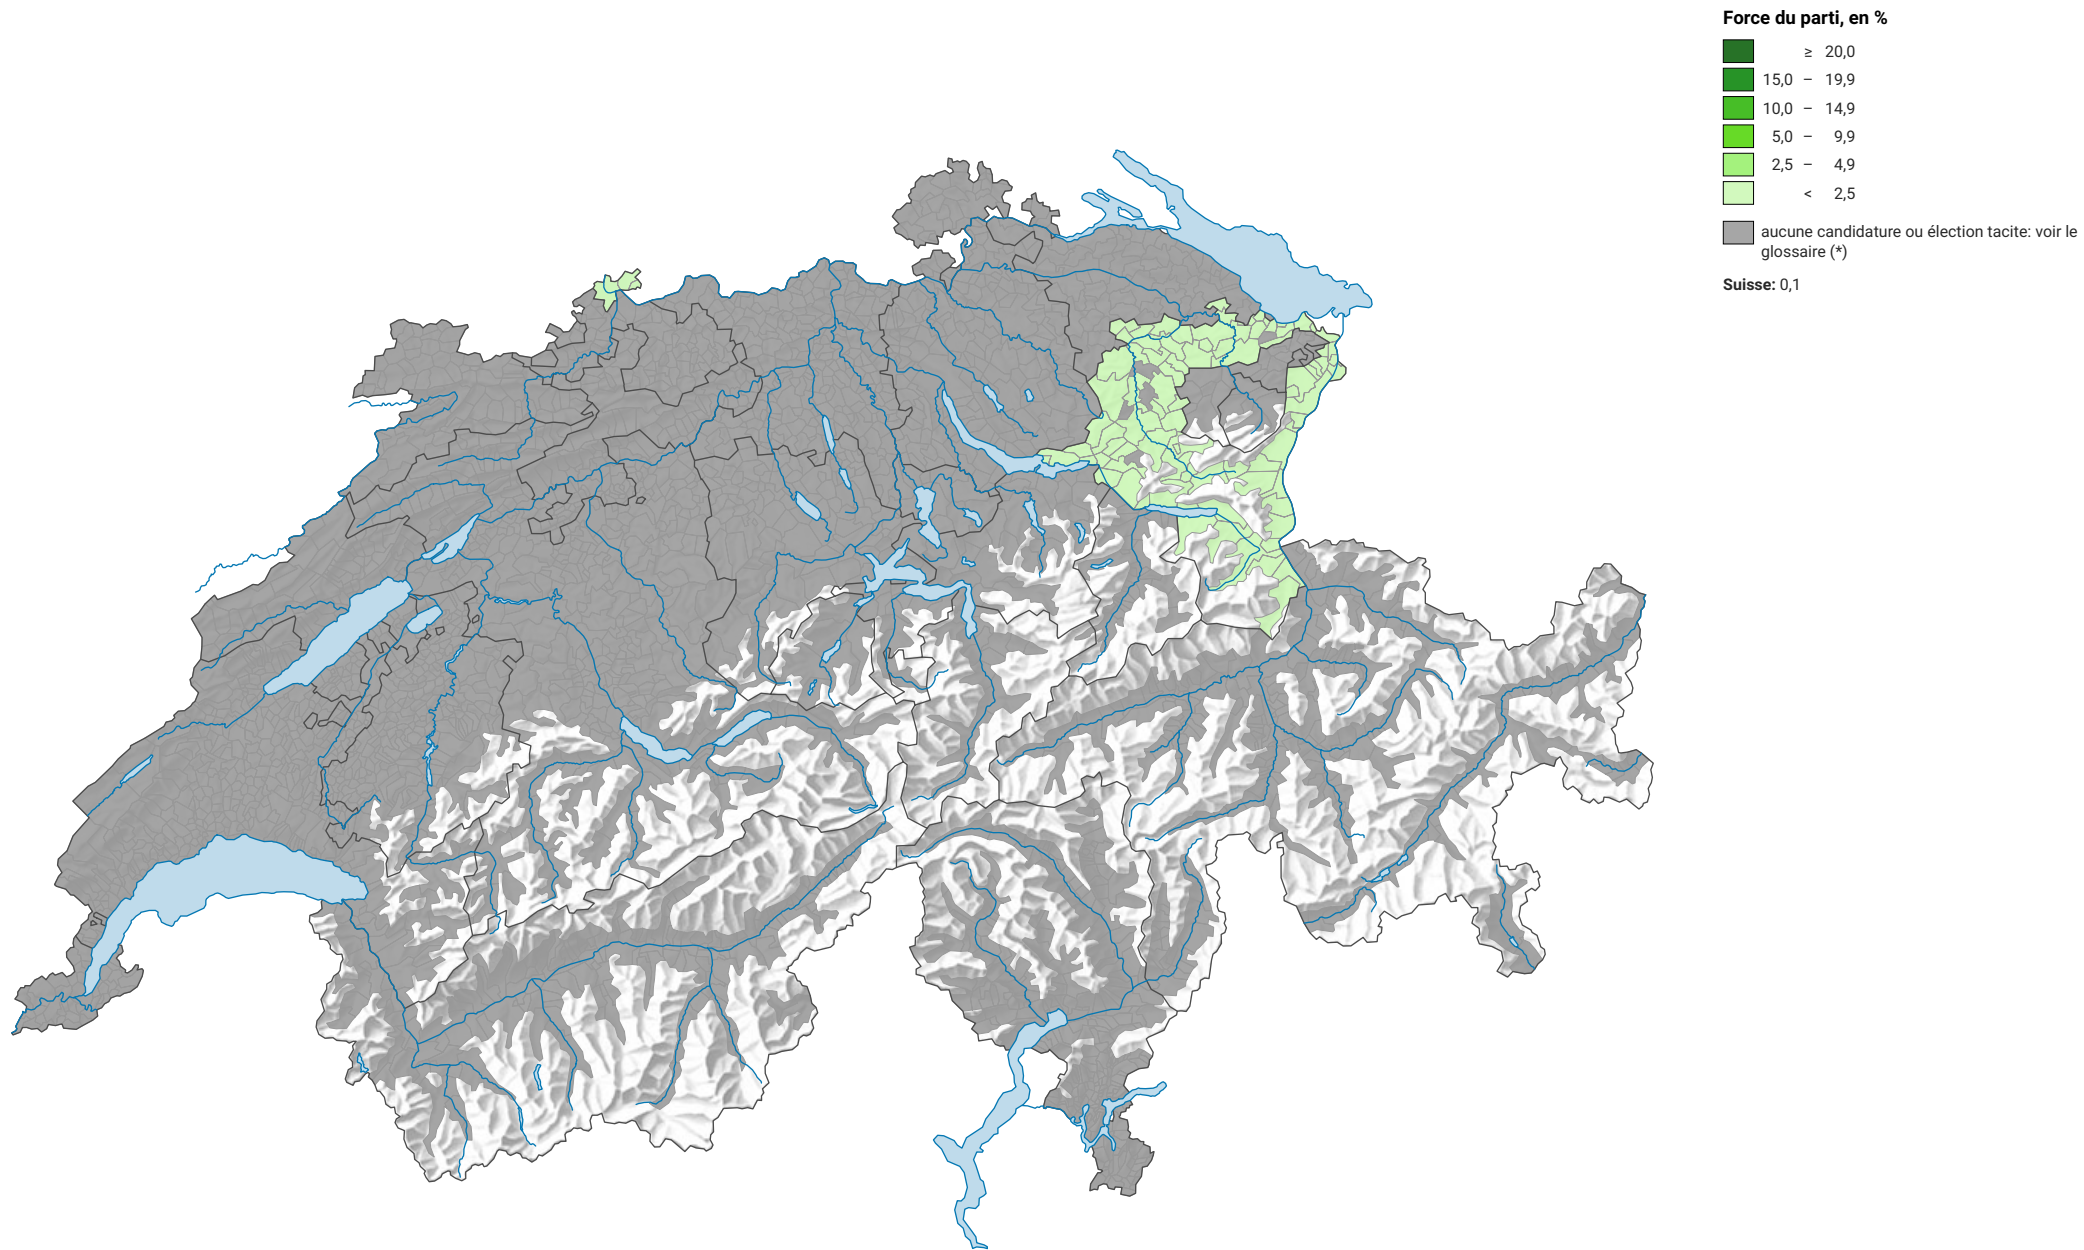 Force du parti, en %
≥ 20,0
15,0 – 19,9
10,0 – 14,9
5,0 – 9,9
2,5 – 4,9
< 2,5
aucune candidature ou élection tacite: voir le
glossaire (*)
Suisse: 0,1